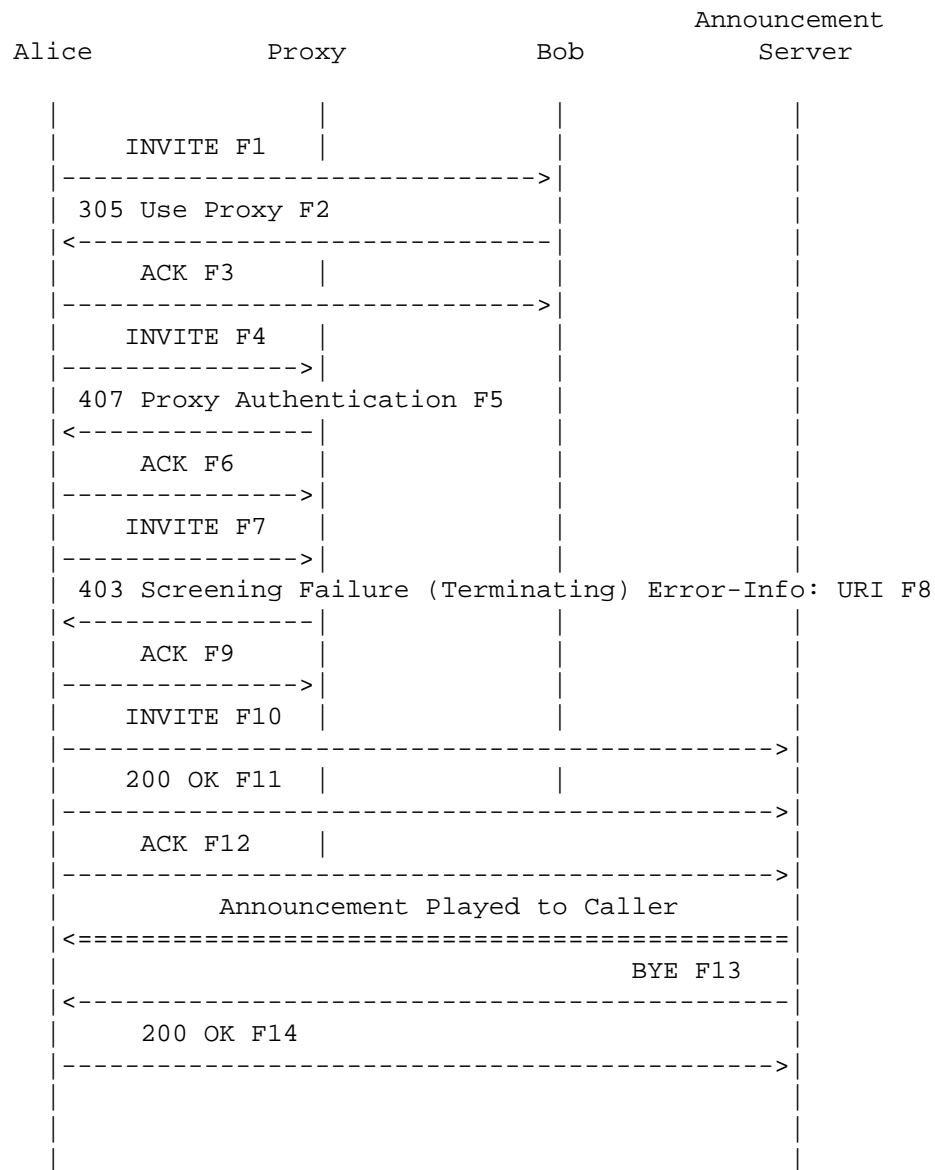 Announcement
Alice Proxy Bob Server
INVITE F1
305 Use Proxy F2
ACK F3
INVITE F4
407 Proxy Authentication F5
ACK F6
INVITE F7
403 Screening Failure (Terminating) Error-Info: URI F8
ACK F9
INVITE F10
200 OK F11
ACK F12
Announcement Played to Caller
BYE F13
200 OK F14